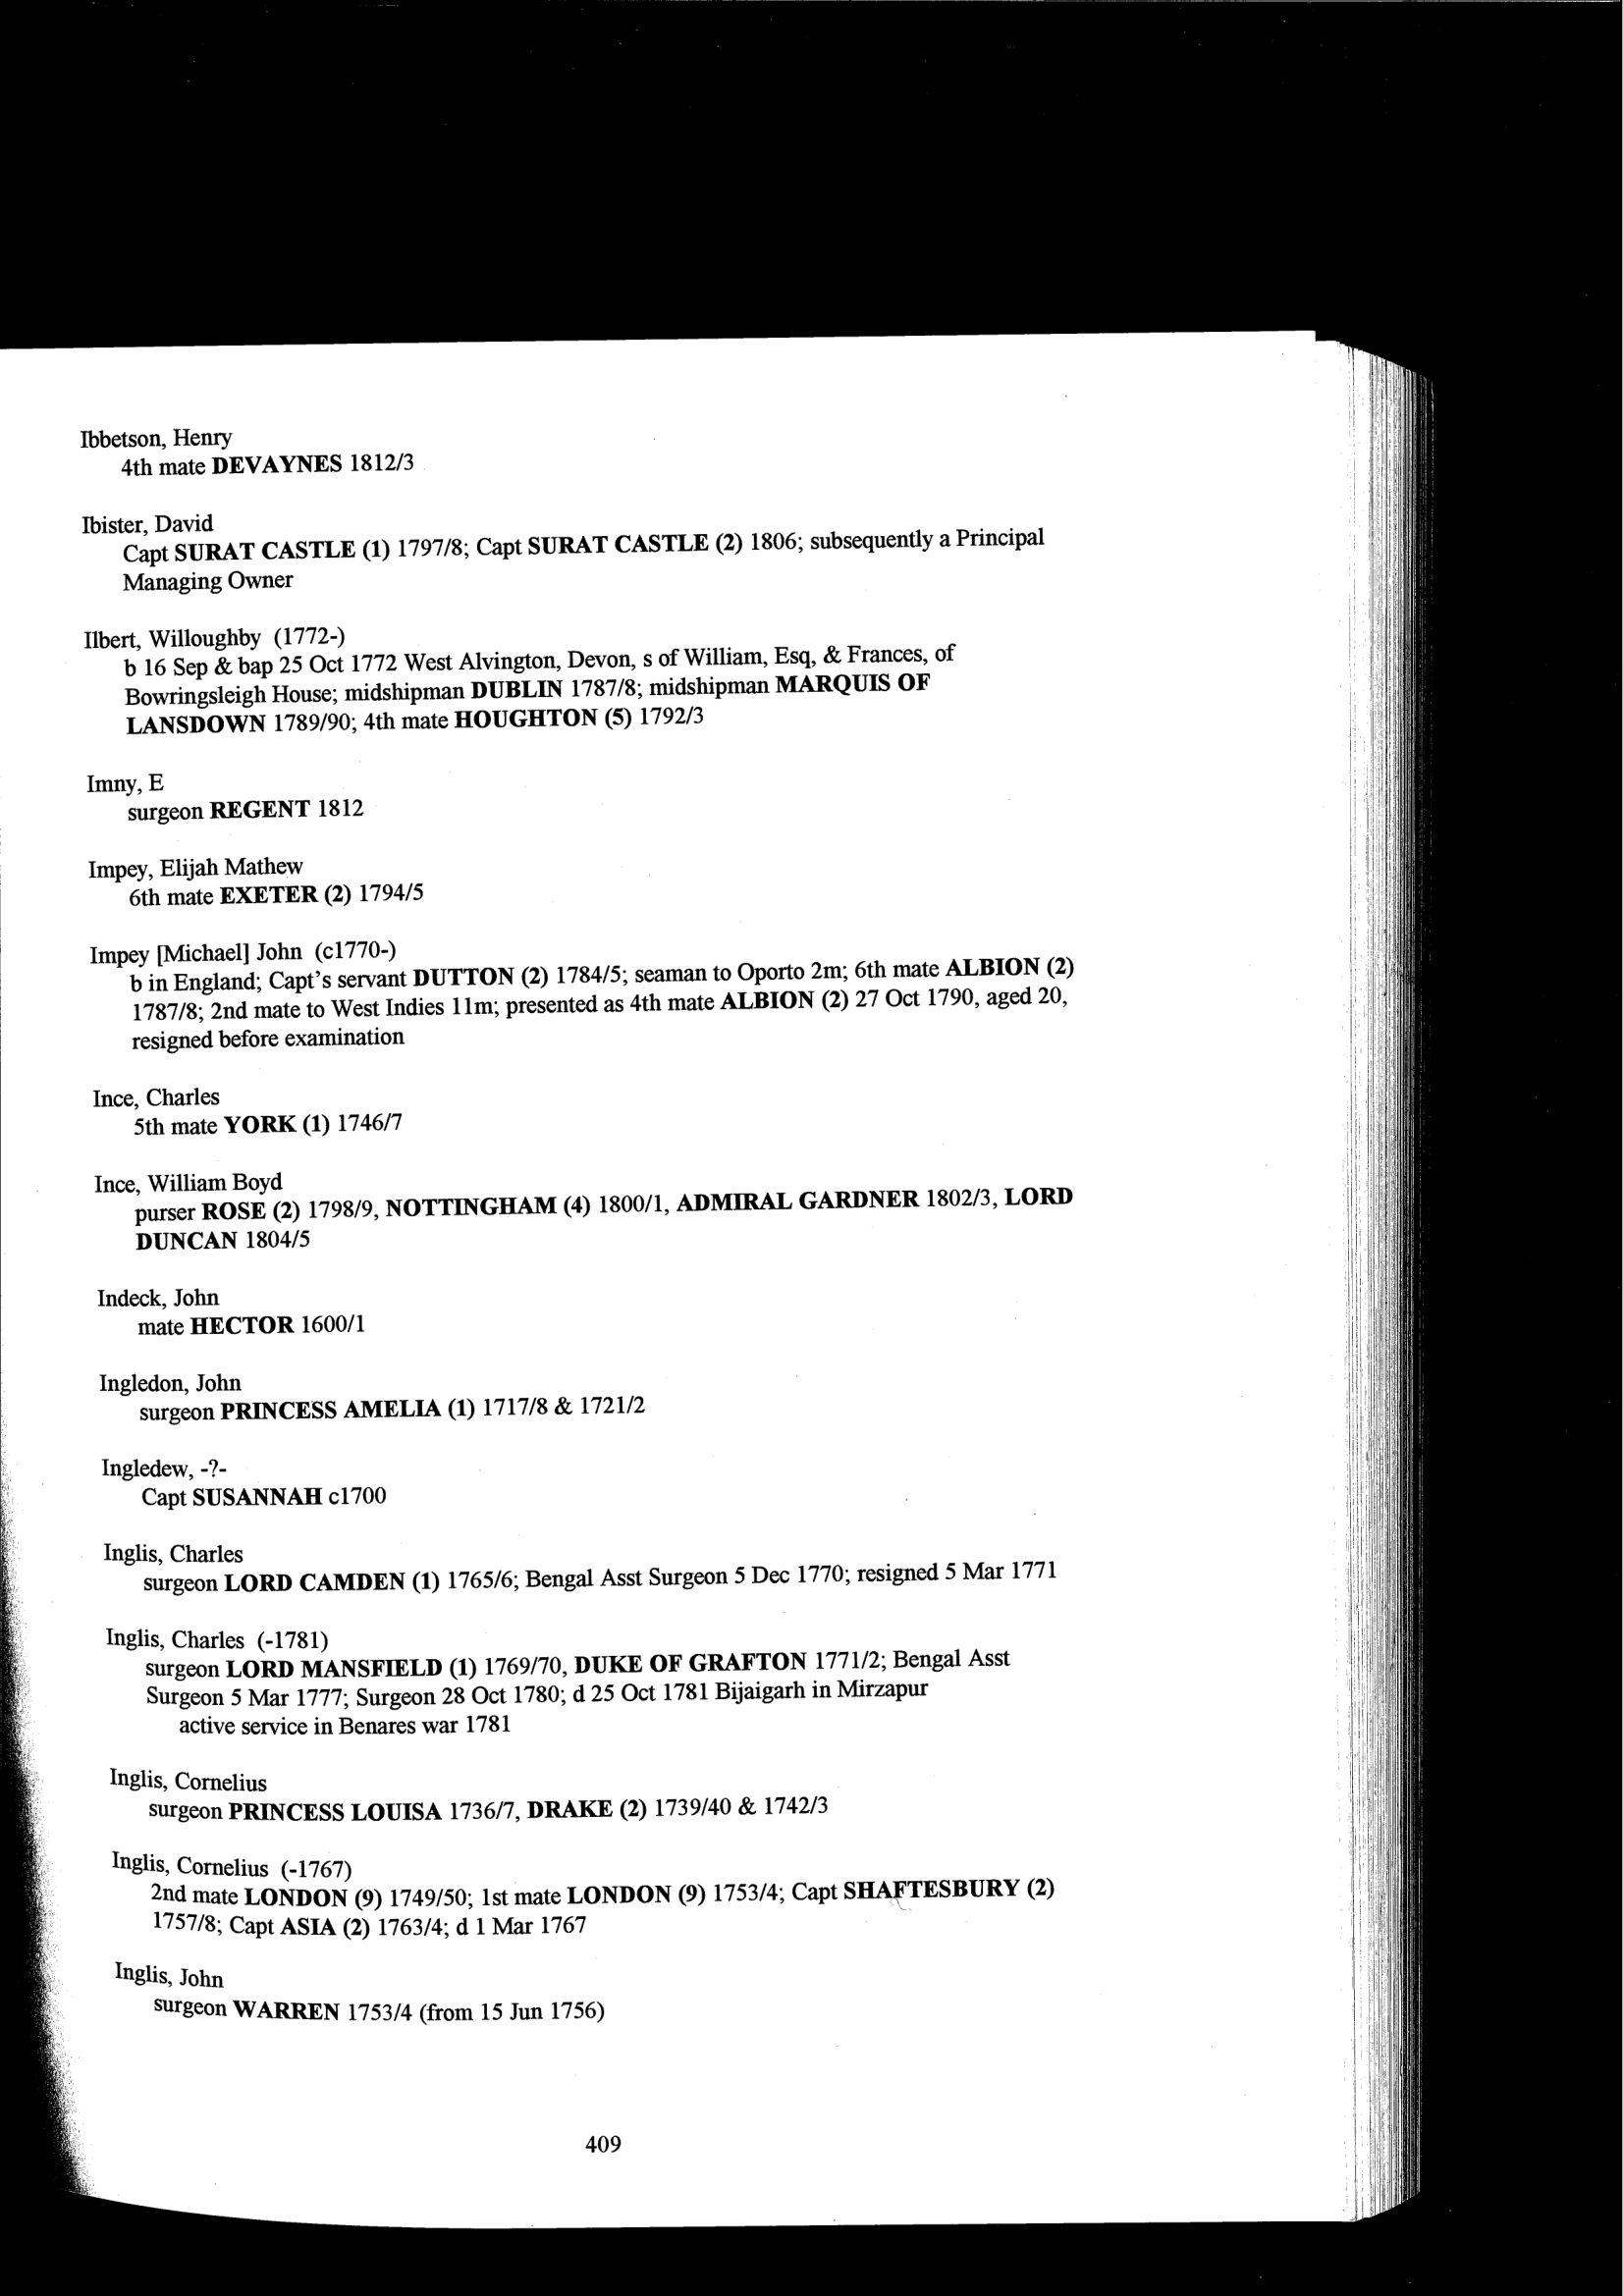 Ibbetson, Henry
4th mate DEVAYNES 1812/3
Ibister, David
Capt SURAT CASTLE (1) 1797/8; Capt SURAT CASTLE (2) 1806; subsequently a Principal
Managing Owner
Ilbert, Willoughby (1772-)
b 16 Sep & bap 25 Oct 1772 West Alvington, Devon, s of William, Esq, & Frances, of
Bowringsleigh House; midshipman DUBLIN 1787/8; midshipman MARQUIS OF
LANSDOWN 1789/90; 4th mate HOUGHTON (5) 1792/3
Imny, E
surgeon REGENT 1812
Impey, Elijah Mathew
6th mate EXETER (2) 1794/5
Impey [Michael] John (c1770-)
b in England; Capt's servant DUTTON (2) 1784/5; seaman to Oporto 2m; 6th mate ALBION (2)
1787/8; 2nd mate to West Indies 11m; presented as 4th mate ALBION (2) 27 Oct 1790, aged 20,
resigned before examination
Ince, Charles
5th mate YORK (1) 1746/7
Ince, William Boyd
purser ROSE (2) 1798/9, NOTTINGHAM (4) 1800/1, ADMIRAL GARDNER 1802/3, LORD
DUNCAN 1804/5
Indeck, John
mate HECTOR 1600/1
Ingledon, John
surgeon PRINCESS AMELIA (1) 1717/8 & 1721/2
Ingledew, -?-
Capt SUSANNAH c1700
Inglis, Charles
surgeon LORD CAMDEN (1) 1765/6; Bengal Asst Surgeon 5 Dec 1770; resigned 5 Mar 1771
Inglis, Charles (-1781)
surgeon LORD MANSFIELD (1) 1769/70, DUKE OF GRAFTON 1771/2; Bengal Asst
Surgeon 5 Mar 1777; Surgeon 28 Oct 1780; d 25 Oct 1781 Bijaigarh in Mirzapur
active service in Benares war 1781
Inglis, Cornelius
surgeon PRINCESS LOUISA 1736/7, DRAKE (2) 1739/40 & 1742/3
Inglis, Cornelius (-1767)
2nd mate LONDON (9) 1749/50; 1st mate LONDON (9) 1753/4; Capt SHAFTESBURY (2)
1757/8; Capt ASIA (2) 1763/4; d 1 Mar 1767
Inglis, John
surgeon WARREN 1753/4 (from 15 Jun 1756)
409